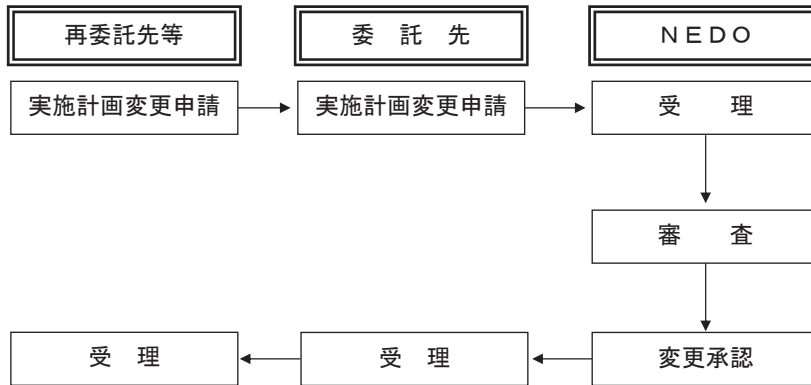 再委託先等
委　託　先
ＮＥＤＯ
実施計画変更申請
実施計画変更申請
受　　理
審　　査
受　理
受　理
変更承認